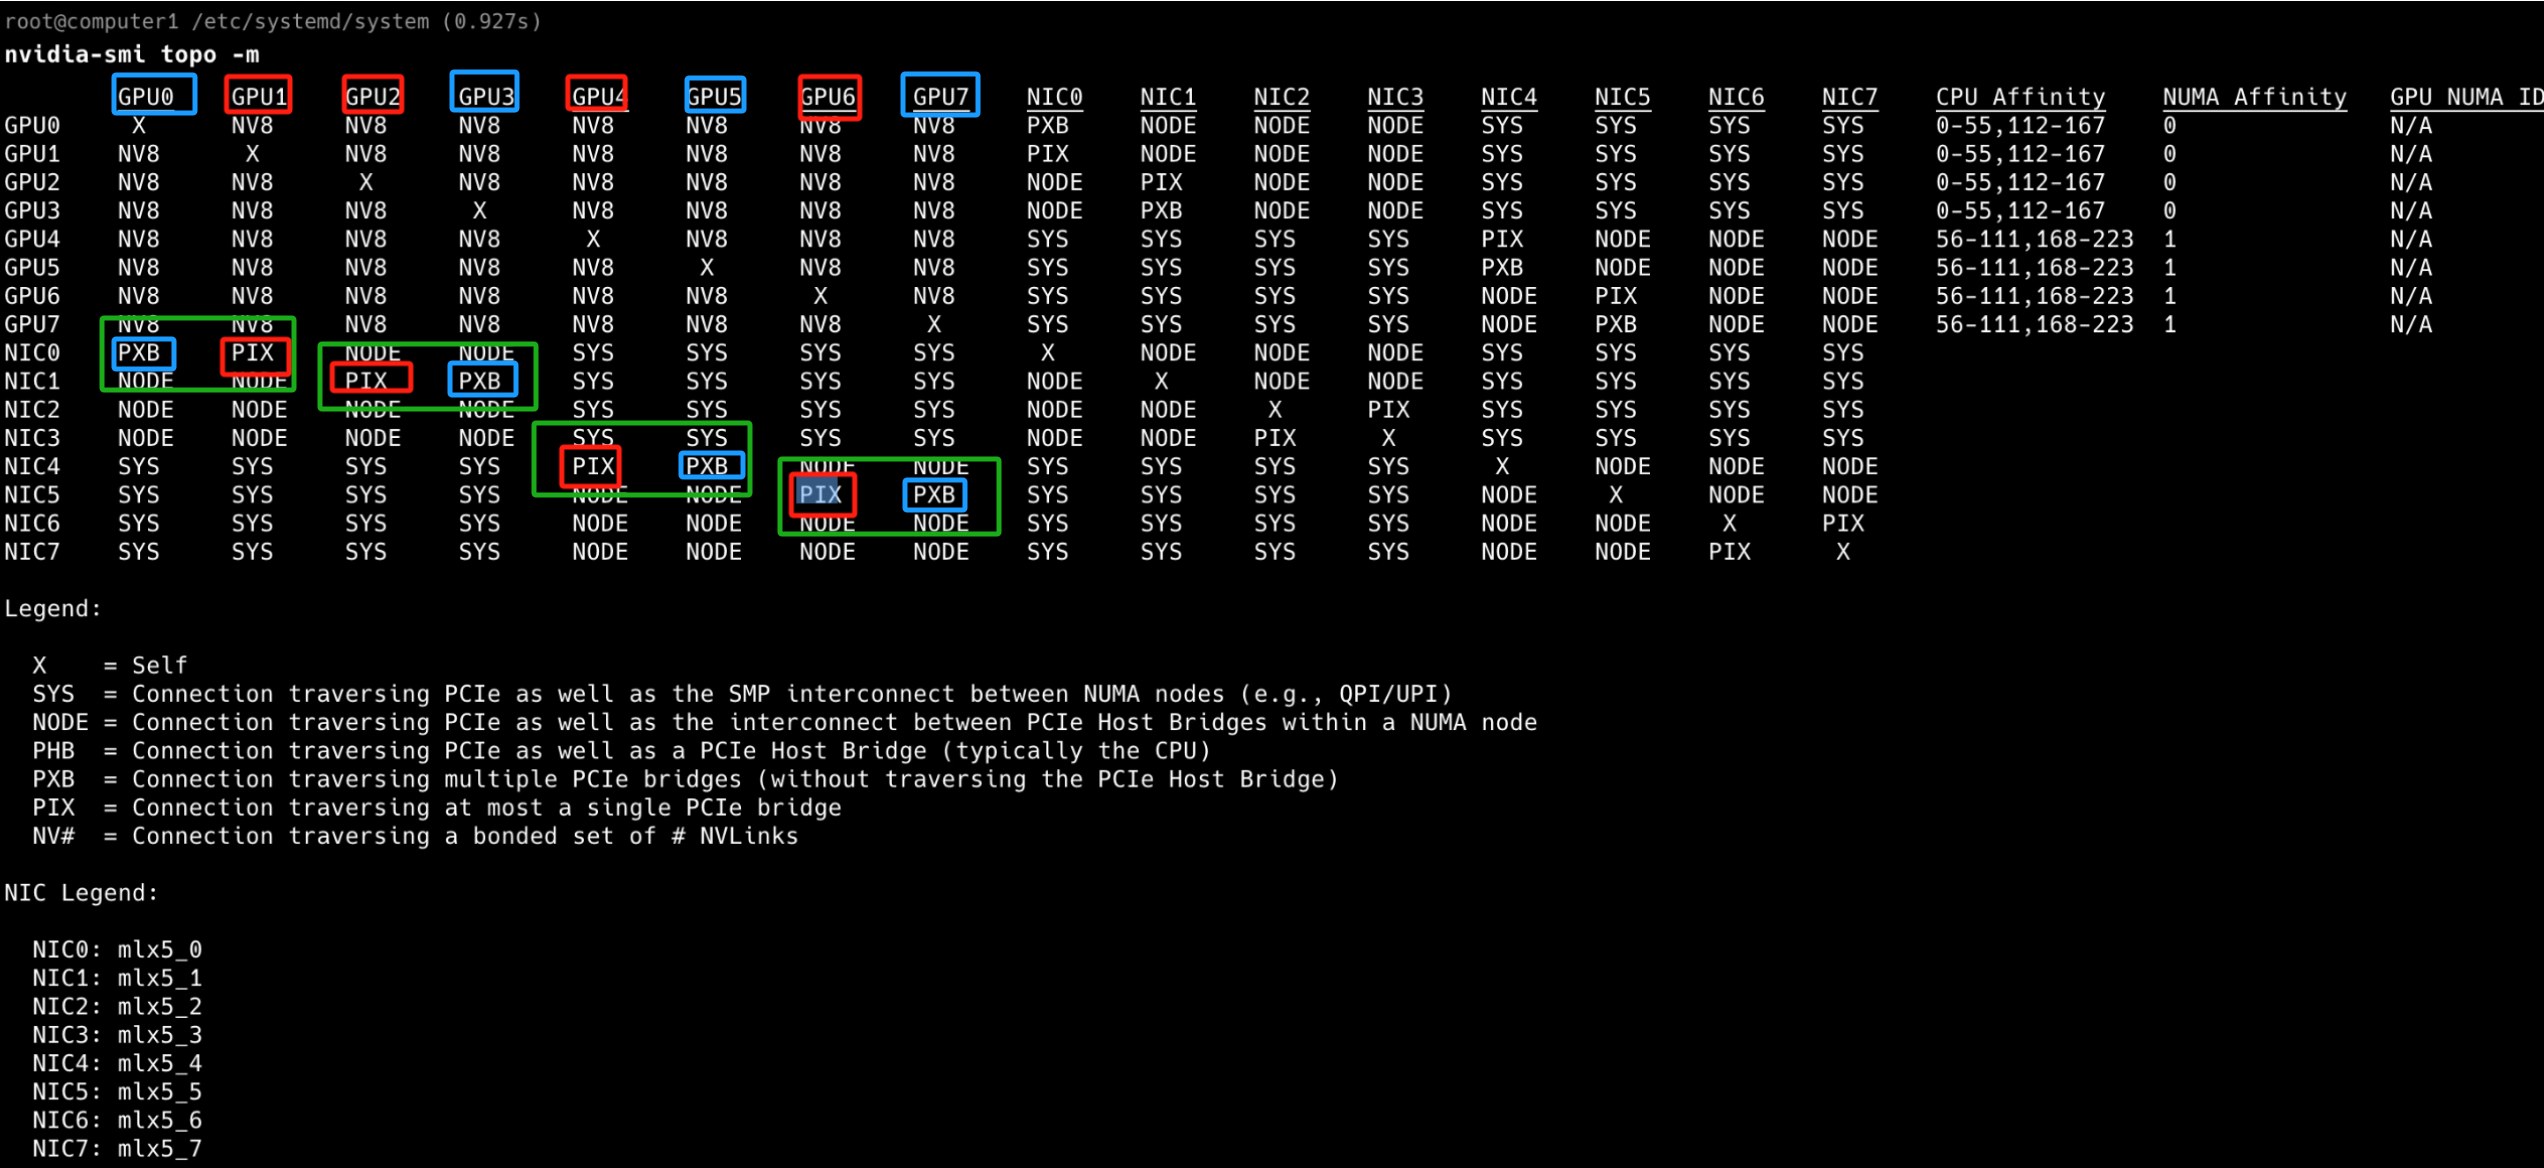 root@computer1 /etc/systemd/system (0.927s)
nvidia-smi topo -m
GPU0 GPU1 GPU2 GPU3 GPU4 GPU5 GPU6 GPU7 NIC0 NIC1 NIC2 NIC3 NIC4 NIC5 NIC6 NIC7 CPU Affinity NUMA Affinity GPU NUMA ID
GPU0 X NV8 NV8 NV8 NV8 NV8 NV8 NV8 PXB NODE NODE NODE SYS SYS SYS SYS 0-55,112-167 0 N/A
GPU1 NV8 X NV8 NV8 NV8 NV8 NV8 NV8 PIX NODE NODE NODE SYS SYS SYS SYS 0-55,112-167 0 N/A
GPU2 NV8 NV8 X NV8 NV8 NV8 NV8 NV8 NODE PIX NODE NODE SYS SYS SYS SYS 0-55,112-167 0 N/A
GPU3 NV8 NV8 NV8 X NV8 NV8 NV8 NV8 NODE PXB NODE NODE SYS SYS SYS SYS 0-55,112-167 0 N/A
GPU4 NV8 NV8 NV8 NV8 X NV8 NV8 NV8 SYS SYS SYS SYS PIX NODE NODE NODE 56-111,168-223 1 N/A
GPU5 NV8 NV8 NV8 NV8 NV8 X NV8 NV8 SYS SYS SYS SYS PXB NODE NODE NODE 56-111,168-223 1 N/A
GPU6 NV8 NV8 NV8 NV8 NV8 NV8 X NV8 SYS SYS SYS SYS NODE PIX NODE NODE 56-111,168-223 1 N/A
GPU7 NV8 NV8 NV8 NV8 NV8 NV8 NV8 X SYS SYS SYS SYS NODE PXB NODE NODE 56-111,168-223 1 N/A
NIC0 PXB PIX NODE NODE SYS SYS SYS SYS X NODE NODE NODE SYS SYS SYS SYS
NIC1 NODE NODE PIX PXB SYS SYS SYS SYS NODE X NODE NODE SYS SYS SYS SYS
NIC2 NODE NODE NODE NODE SYS SYS SYS SYS NODE NODE X PIX SYS SYS SYS SYS
NIC3 NODE NODE NODE NODE SYS SYS SYS SYS NODE NODE PIX X SYS SYS SYS SYS
NIC4 SYS SYS SYS SYS PIX PXB NODE NODE SYS SYS SYS SYS X NODE NODE NODE
NIC5 SYS SYS SYS SYS NODE NODE PIX PXB SYS SYS SYS SYS NODE X NODE NODE
NIC6 SYS SYS SYS SYS NODE NODE NODE NODE SYS SYS SYS SYS NODE NODE X PIX
NIC7 SYS SYS SYS SYS NODE NODE NODE NODE SYS SYS SYS SYS NODE NODE PIX X
Legend:
X = Self
SYS = Connection traversing PCIe as well as the SMP interconnect between NUMA nodes (e.g., QPI/UPI)
NODE = Connection traversing PCIe as well as the interconnect between PCIe Host Bridges within a NUMA node
PHB = Connection traversing PCIe as well as a PCIe Host Bridge (typically the CPU)
PXB = Connection traversing multiple PCIe bridges (without traversing the PCIe Host Bridge)
PIX = Connection traversing at most a single PCIe bridge
NV# = Connection traversing a bonded set of # NVLinks
NIC Legend:
NIC0: mlx5_0
NIC1: mlx5_1
NIC2: mlx5_2
NIC3: mlx5_3
NIC4: mlx5_4
NIC5: mlx5_5
NIC6: mlx5_6
NIC7: mlx5_7